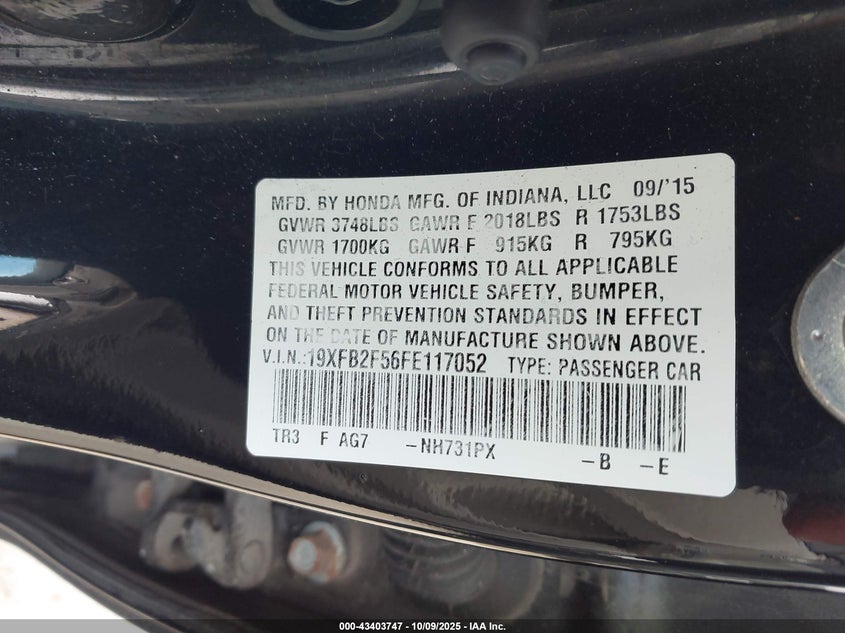 MFD. BY HONDA MFG. OF INDIANA, LLC 09/'15
GVWR 3748LBS GAWR F 2018LBS R 1753LBS
GVWR 1700KG GAWR F 915KG R 795KG
THIS VEHICLE CONFORMS TO ALL APPLICABLE
FEDERAL MOTOR VEHICLE SAFETY, BUMPER,
AND THEFT PREVENTION STANDARDS IN EFFECT
ON THE DATE OF MANUFACTURE SHOWN ABOVE.
V.I.N.:19XFB2F56FE117052 TYPE: PASSENGER CAR
TR3 F AG7 -NH731PX -B -E
000-43403747 - 10/09/2025 - IAA Inc.